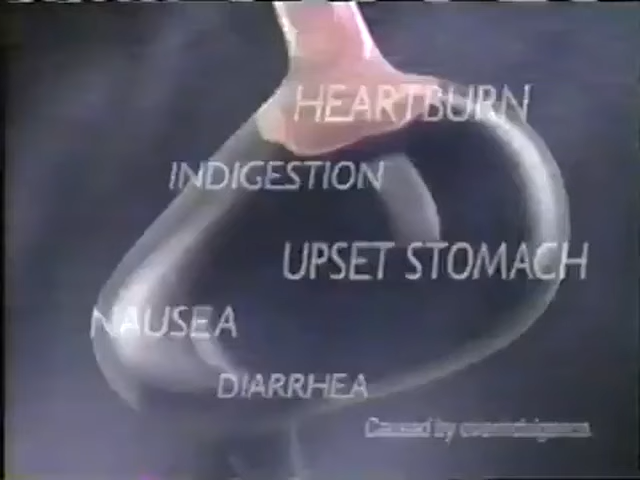 HEARTBURN
INDIGESTION
UPSET STOMACH
NAUSEA
DIARRHEA
Caused by